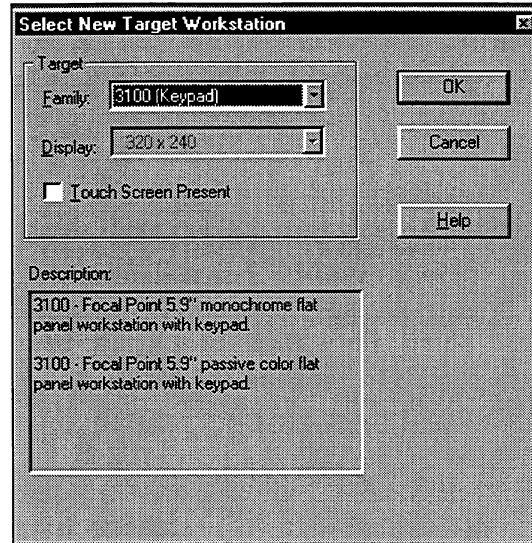 Select New Target Workstation
Target
Family: 3100 (Keypad)
Display: 320 x 240
Touch Screen Present
OK
Cancel
Help
Description:
3100 - Focal Point 5.9" monochrome flat
panel workstation with keypad.
3100 - Focal Point 5.9" passive color flat
panel workstation with keypad.